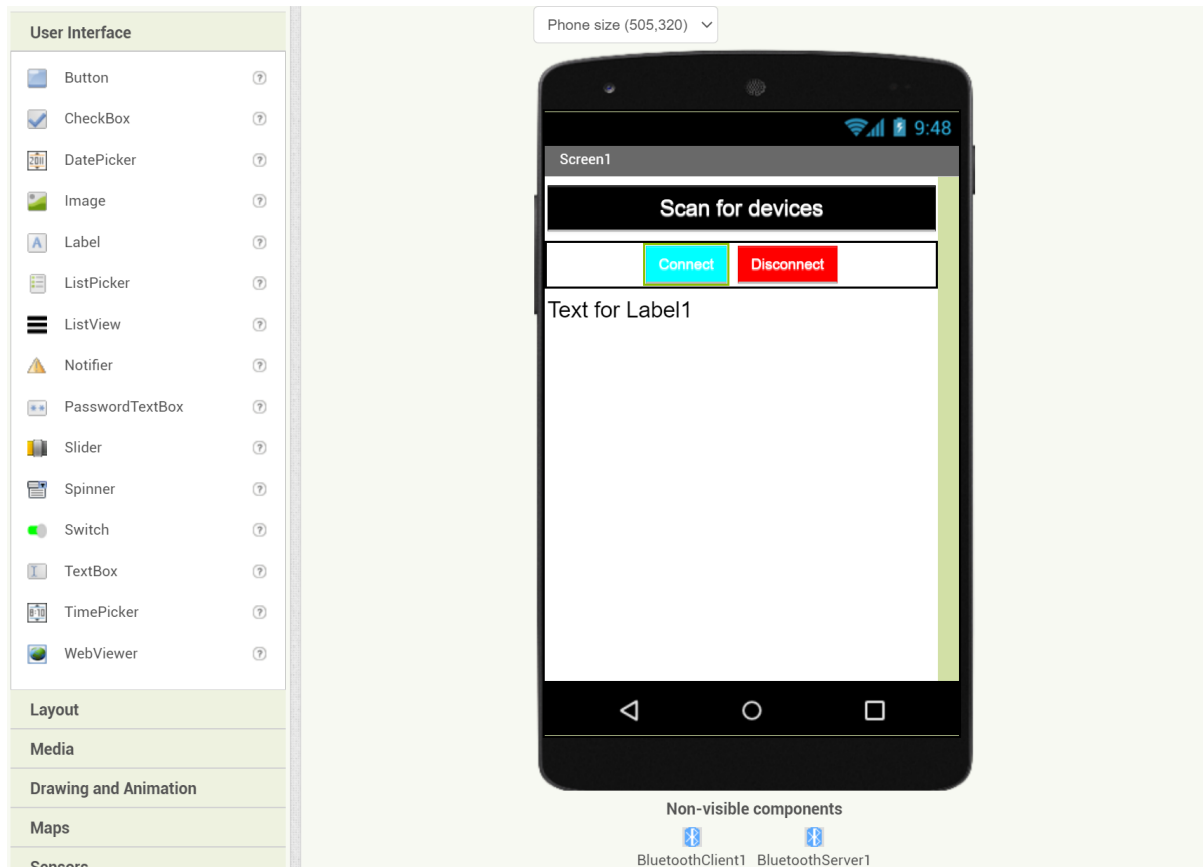 User Interface
Button
CheckBox
DatePicker
Image
Label
ListPicker
ListView
Notifier
PasswordTextBox
Slider
Spinner
Switch
TextBox
TimePicker
WebViewer
Layout
Media
Drawing and Animation
Maps
Sensors
Phone size (505,320)
9:48
Screen1
Scan for devices
Connect Disconnect
Text for Label1
Non-visible components
BluetoothClient1 BluetoothServer1